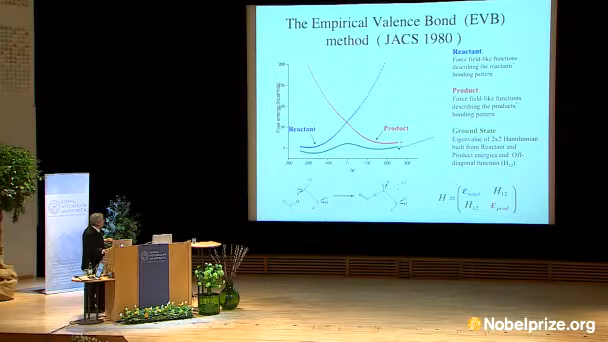 The Empirical Valence Bond (EVB)
method ( JACS 1980 )
Reactant:
Force field-like functions
describing the reactants'
bonding pattern
Product:
Force field-like functions
describing the products'
bonding pattern
Ground State:
Eigenvalue of 2x2 Hamiltonian
built from Reactant and
Product energies and Off-
diagonal function (H12)
Reactant
Product
H = ( εreact H12
H12 εprod )
Nobelprize.org